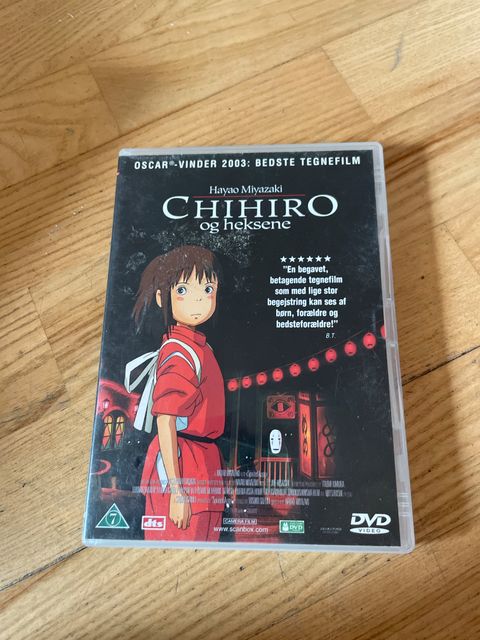 OSCAR®-VINDER 2003: BEDSTE TEGNEFILM
Hayao Miyazaki
CHIHIRO
og heksene
"En begavet,
betagende tegnefilm
som med lige stor
begejstring kan ses af
børn, forældre og
bedsteforældre!"
B.T.
7
dts
CAMERA FILM
www.scanbox.com
DVD
DVD
VIDEO